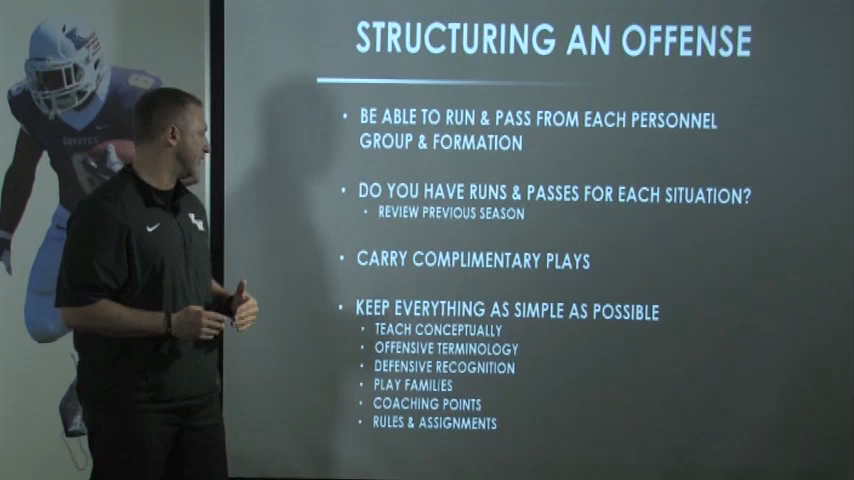 STRUCTURING AN OFFENSE
• BE ABLE TO RUN & PASS FROM EACH PERSONNEL
GROUP & FORMATION
• DO YOU HAVE RUNS & PASSES FOR EACH SITUATION?
• REVIEW PREVIOUS SEASON
• CARRY COMPLIMENTARY PLAYS
• KEEP EVERYTHING AS SIMPLE AS POSSIBLE
• TEACH CONCEPTUALLY
• OFFENSIVE TERMINOLOGY
• DEFENSIVE RECOGNITION
• PLAY FAMILIES
• COACHING POINTS
• RULES & ASSIGNMENTS
COYOTES
6